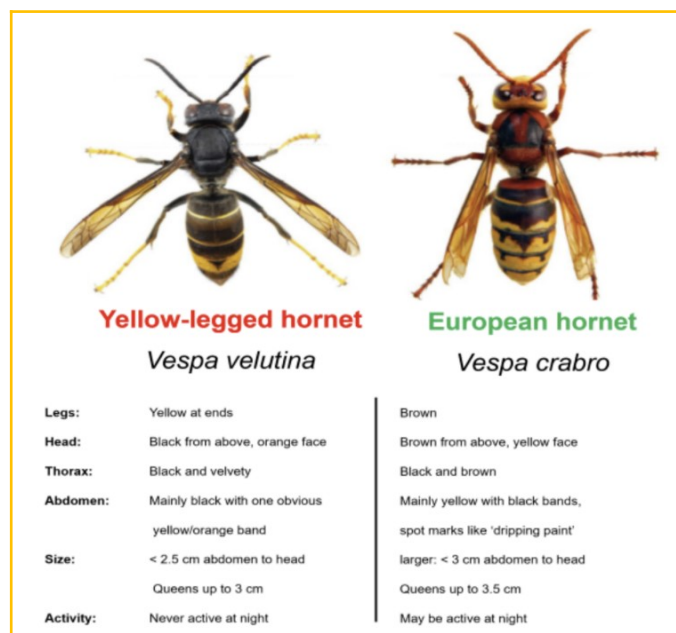 Yellow-legged hornet
Vespa velutina
European hornet
Vespa crabro
Legs: Yellow at ends
Brown
Head: Black from above, orange face
Brown from above, yellow face
Thorax: Black and velvety
Black and brown
Abdomen: Mainly black with one obvious
yellow/orange band
Mainly yellow with black bands,
spot marks like ‘dripping paint’
Size: < 2.5 cm abdomen to head
Queens up to 3 cm
larger: < 3 cm abdomen to head
Queens up to 3.5 cm
Activity: Never active at night
May be active at night